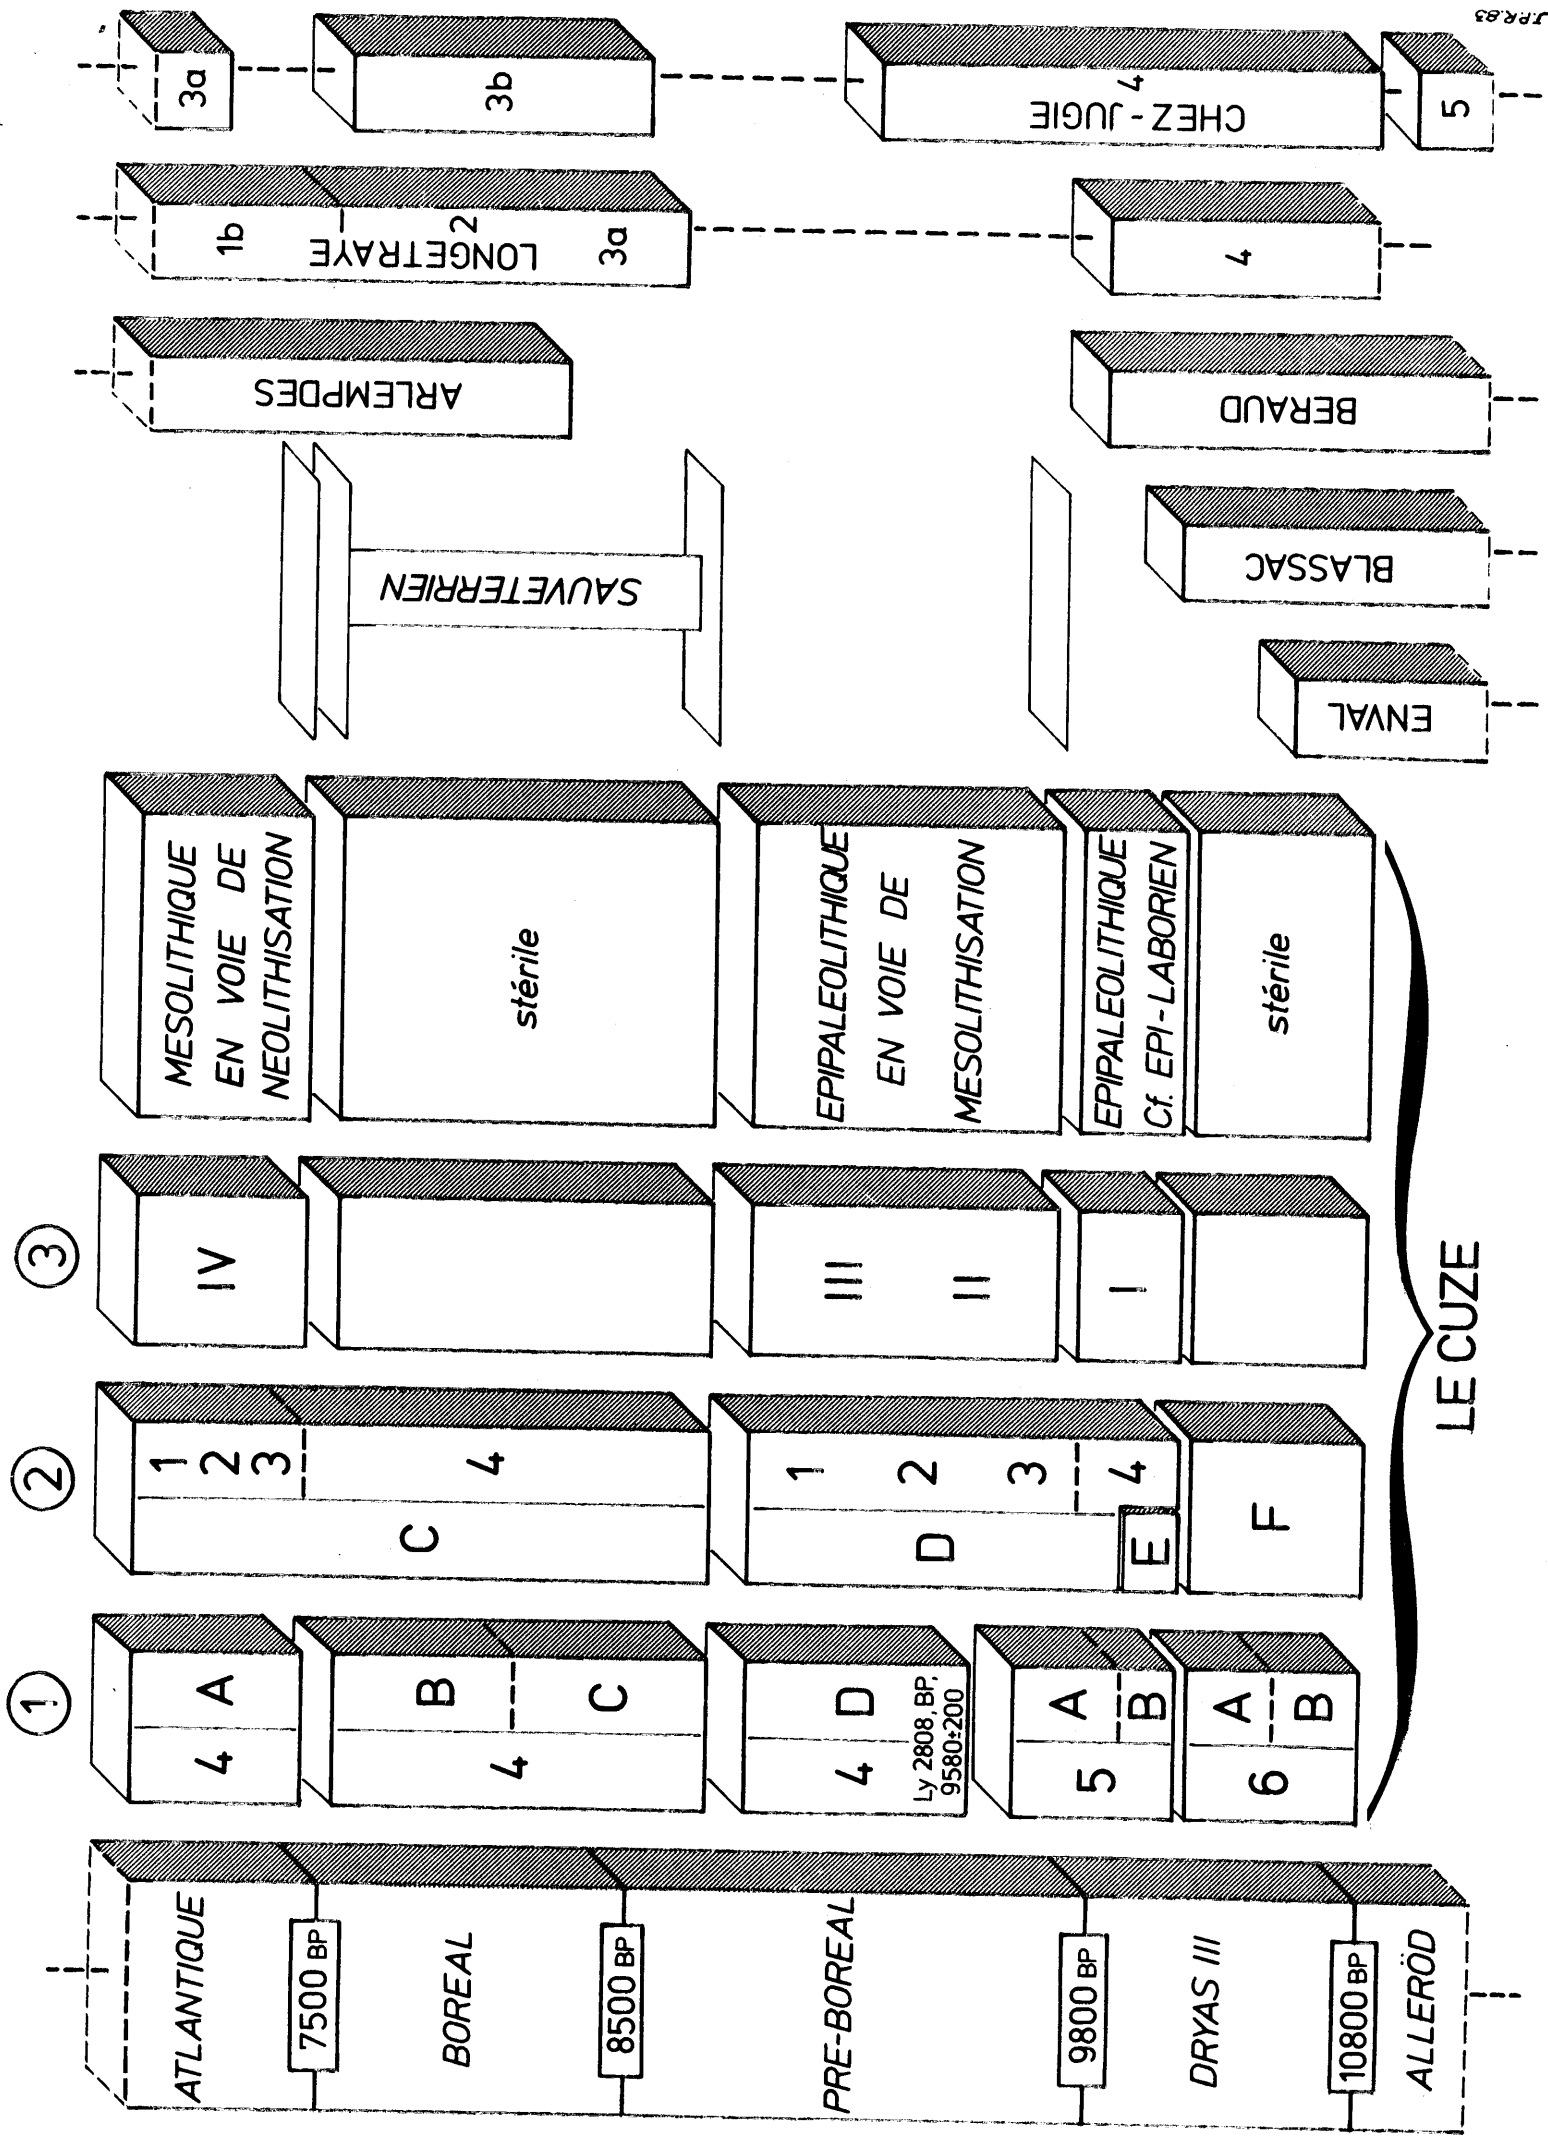 1
2
3
ATLANTIQUE
7500 BP
BOREAL
8500 BP
PRE-BOREAL
9800 BP
DRYAS III
10800 BP
ALLERÖD
4 A
4 B
C
4 D
Ly 2808, BP,
9580±200
5 A
B
6 A
B
C 1
2
3
4
D 1
2
3
4
E
F
IV
III
II
I
MESOLITHIQUE
EN VOIE DE
NEOLITHISATION
stérile
EPIPALEOLITHIQUE
EN VOIE DE
MESOLITHISATION
EPIPALEOLITHIQUE
Cf. EPI-LABORIEN
stérile
LE CUZE
SAUVETERRIEN
ENVAL
BLASSAC
BERAUD
ARLEMPDES
LONGETRAYE
1b
2
3a
4
CHEZ-JUGIE
3a
3b
4
5
J.P.R.83